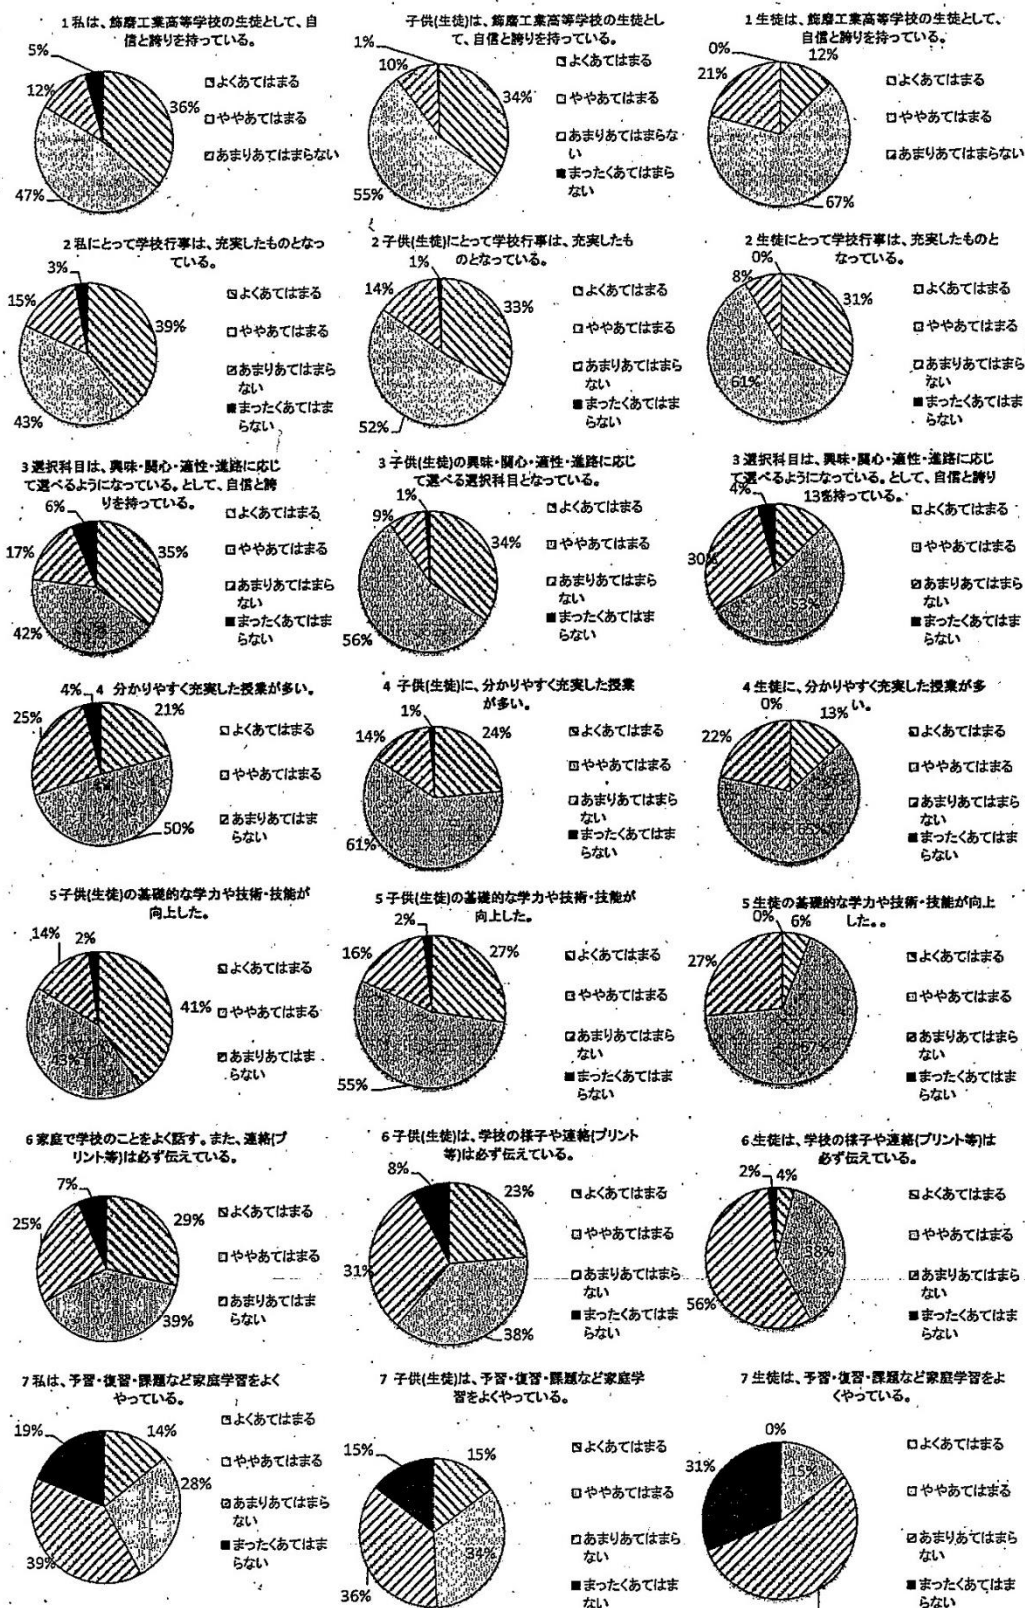 1 私は、飾磨工業高等学校の生徒として、自
信と誇りを持っている。
5%
12%
36%
47%
よくあてはまる
ややあてはまる
あまりあてはまらない
子供(生徒)は、飾磨工業高等学校の生徒とし
て、自信と誇りを持っている。
1%
10%
34%
55%
よくあてはまる
ややあてはまる
あまりあてはまらな
い
まったくあてはまら
ない
1 生徒は、飾磨工業高等学校の生徒として、
自信と誇りを持っている。
0%
12%
21%
67%
よくあてはまる
ややあてはまる
あまりあてはまらない
2 私にとって学校行事は、充実したものとなっ
ている。
3%
15%
39%
43%
よくあてはまる
ややあてはまる
あまりあてはまら
ない
まったくあてはま
らない
2 子供(生徒)にとって学校行事は、充実したも
のとなっている。
1%
14%
33%
52%
よくあてはまる
ややあてはまる
あまりあてはまら
ない
まったくあてはま
らない
2 生徒にとって学校行事は、充実したものと
なっている。
0%
8%
31%
61%
よくあてはまる
ややあてはまる
あまりあてはまら
ない
まったくあてはま
らない
3 選択科目は、興味・関心・適性・進路に応じ
て選べるようになっている。として、自信と誇
りを持っている。
6%
17%
35%
42%
よくあてはまる
ややあてはまる
あまりあてはまら
ない
まったくあてはま
らない
3 子供(生徒)の興味・関心・適性・進路に応じ
て選べる選択科目となっている。
1%
9%
34%
56%
よくあてはまる
ややあてはまる
あまりあてはまら
ない
まったくあてはま
らない
3 選択科目は、興味・関心・適性・進路に応じ
て選べるようになっている。として、自信と誇り
を持っている。
4%
13%
30%
53%
よくあてはまる
ややあてはまる
あまりあてはまら
ない
まったくあてはま
らない
4 分かりやすく充実した授業が多い。
4%
25%
21%
50%
よくあてはまる
ややあてはまる
あまりあてはま
らない
4 子供(生徒)に、分かりやすく充実した授業
が多い。
1%
14%
24%
61%
よくあてはまる
ややあてはまる
あまりあてはまら
ない
まったくあてはま
らない
4 生徒に、分かりやすく充実した授業が多
い。
0%
13%
22%
65%
よくあてはまる
ややあてはまる
あまりあてはまら
ない
まったくあてはま
らない
5 子供(生徒)の基礎的な学力や技術・技能が
向上した。
14%
2%
41%
43%
よくあてはまる
ややあてはまる
あまりあてはま
らない
5 子供(生徒)の基礎的な学力や技術・技能が
向上した。
2%
16%
27%
55%
よくあてはまる
ややあてはまる
あまりあてはまら
ない
まったくあてはま
らない
5 生徒の基礎的な学力や技術・技能が向上
した。。
0%
6%
27%
67%
よくあてはまる
ややあてはまる
あまりあてはまら
ない
まったくあてはま
らない
6 家庭で学校のことをよく話す。また、連絡(プ
リント等)は必ず伝えている。
7%
25%
29%
39%
よくあてはまる
ややあてはまる
あまりあてはま
らない
6 子供(生徒)は、学校の様子や連絡(プリント
等)は必ず伝えている。
8%
23%
31%
38%
よくあてはまる
ややあてはまる
あまりあてはまら
ない
まったくあてはま
らない
6 生徒は、学校の様子や連絡(プリント等)は
必ず伝えている。
2%
4%
38%
56%
よくあてはまる
ややあてはまる
あまりあてはまら
ない
まったくあてはま
らない
7 私は、予習・復習・課題など家庭学習をよく
やっている。
19%
14%
28%
39%
よくあてはまる
ややあてはまる
あまりあてはまら
ない
まったくあてはま
らない
7 子供(生徒)は、予習・復習・課題など家庭学
習をよくやっている。
15%
15%
34%
36%
よくあてはまる
ややあてはまる
あまりあてはまら
ない
まったくあてはま
ない
7 生徒は、予習・復習・課題など家庭学習をよ
くやっている。
0%
15%
31%
よくあてはまる
ややあてはまる
あまりあてはまら
ない
まったくあてはま
らない